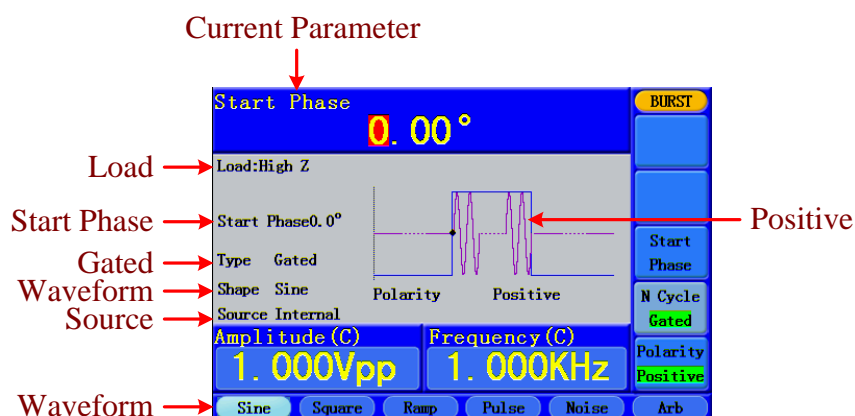 Current Parameter
Start Phase
BURST
0.00°
Load
Load:High Z
Start Phase
Start Phase0.0°
Positive
Start
Phase
Gated
Type Gated
Waveform
Shape Sine
Polarity Positive
N Cycle
Gated
Source
Source Internal
Amplitude(C)
Frequency(C)
1.000Vpp
1.000KHz
Polarity
Positive
Waveform
Sine
Square
Ramp
Pulse
Noise
Arb